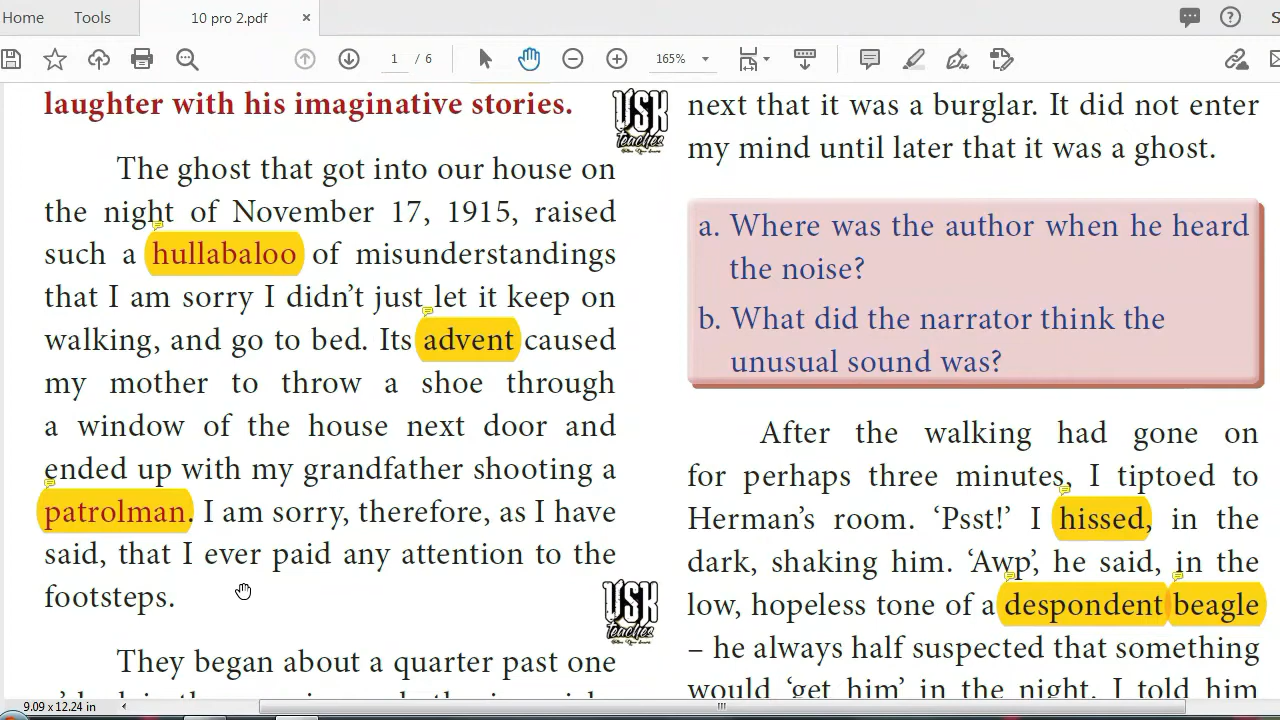 Home
Tools
10 pro 2.pdf
×
1 / 6
165%
laughter with his imaginative stories.
The ghost that got into our house on
the night of November 17, 1915, raised
such a hullabaloo of misunderstandings
that I am sorry I didn't just let it keep on
walking, and go to bed. Its advent caused
my mother to throw a shoe through
a window of the house next door and
ended up with my grandfather shooting a
patrolman. I am sorry, therefore, as I have
said, that I ever paid any attention to the
footsteps.
They began about a quarter past one
VSK
teaches
VSK
teaches
next that it was a burglar. It did not enter
my mind until later that it was a ghost.
a. Where was the author when he heard
the noise?
b. What did the narrator think the
unusual sound was?
After the walking had gone on
for perhaps three minutes, I tiptoed to
Herman's room. 'Psst!' I hissed, in the
dark, shaking him. 'Awp', he said, in the
low, hopeless tone of a despondent beagle
– he always half suspected that something
would 'get him' in the night. I told him
9.09 x 12.24 in